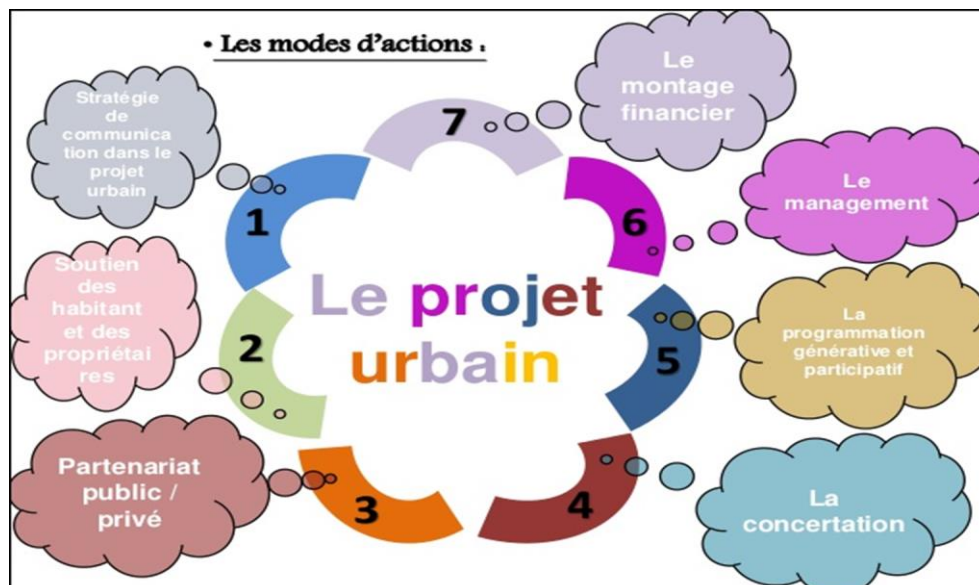 • Les modes d'actions :
Stratégie
de
communica
tion dans le
projet
urbain
1
Soutien
des
habitant
et des
propriétai
res
2
Partenariat
public /
privé
3
La
concertation
4
La
programmation
générative et
participatif
5
Le
management
6
Le
montage
financier
7
Le projet
urbain